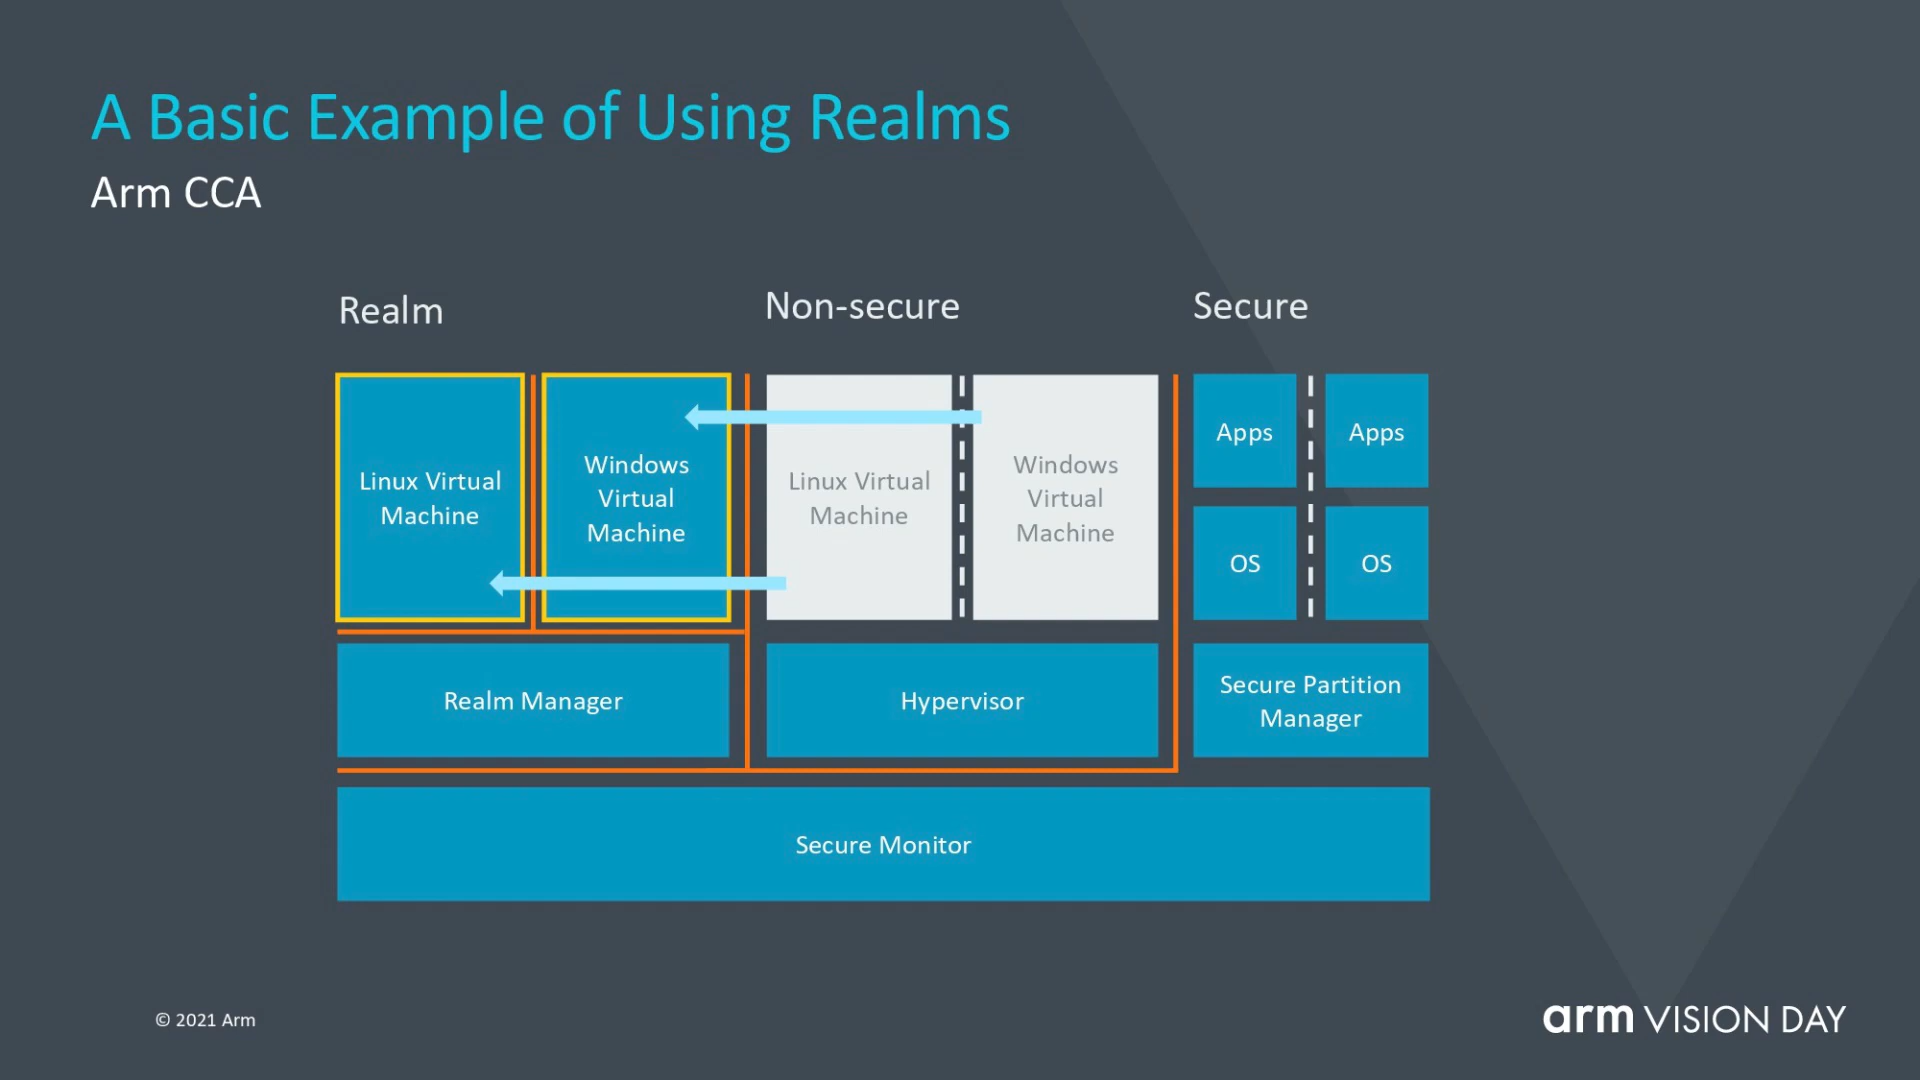 A Basic Example of Using Realms
Arm CCA
Realm
Non-secure
Secure
Linux Virtual
Machine
Windows
Virtual
Machine
Linux Virtual
Machine
Windows
Virtual
Machine
Apps
Apps
OS
OS
Realm Manager
Hypervisor
Secure Partition
Manager
Secure Monitor
© 2021 Arm
arm VISION DAY